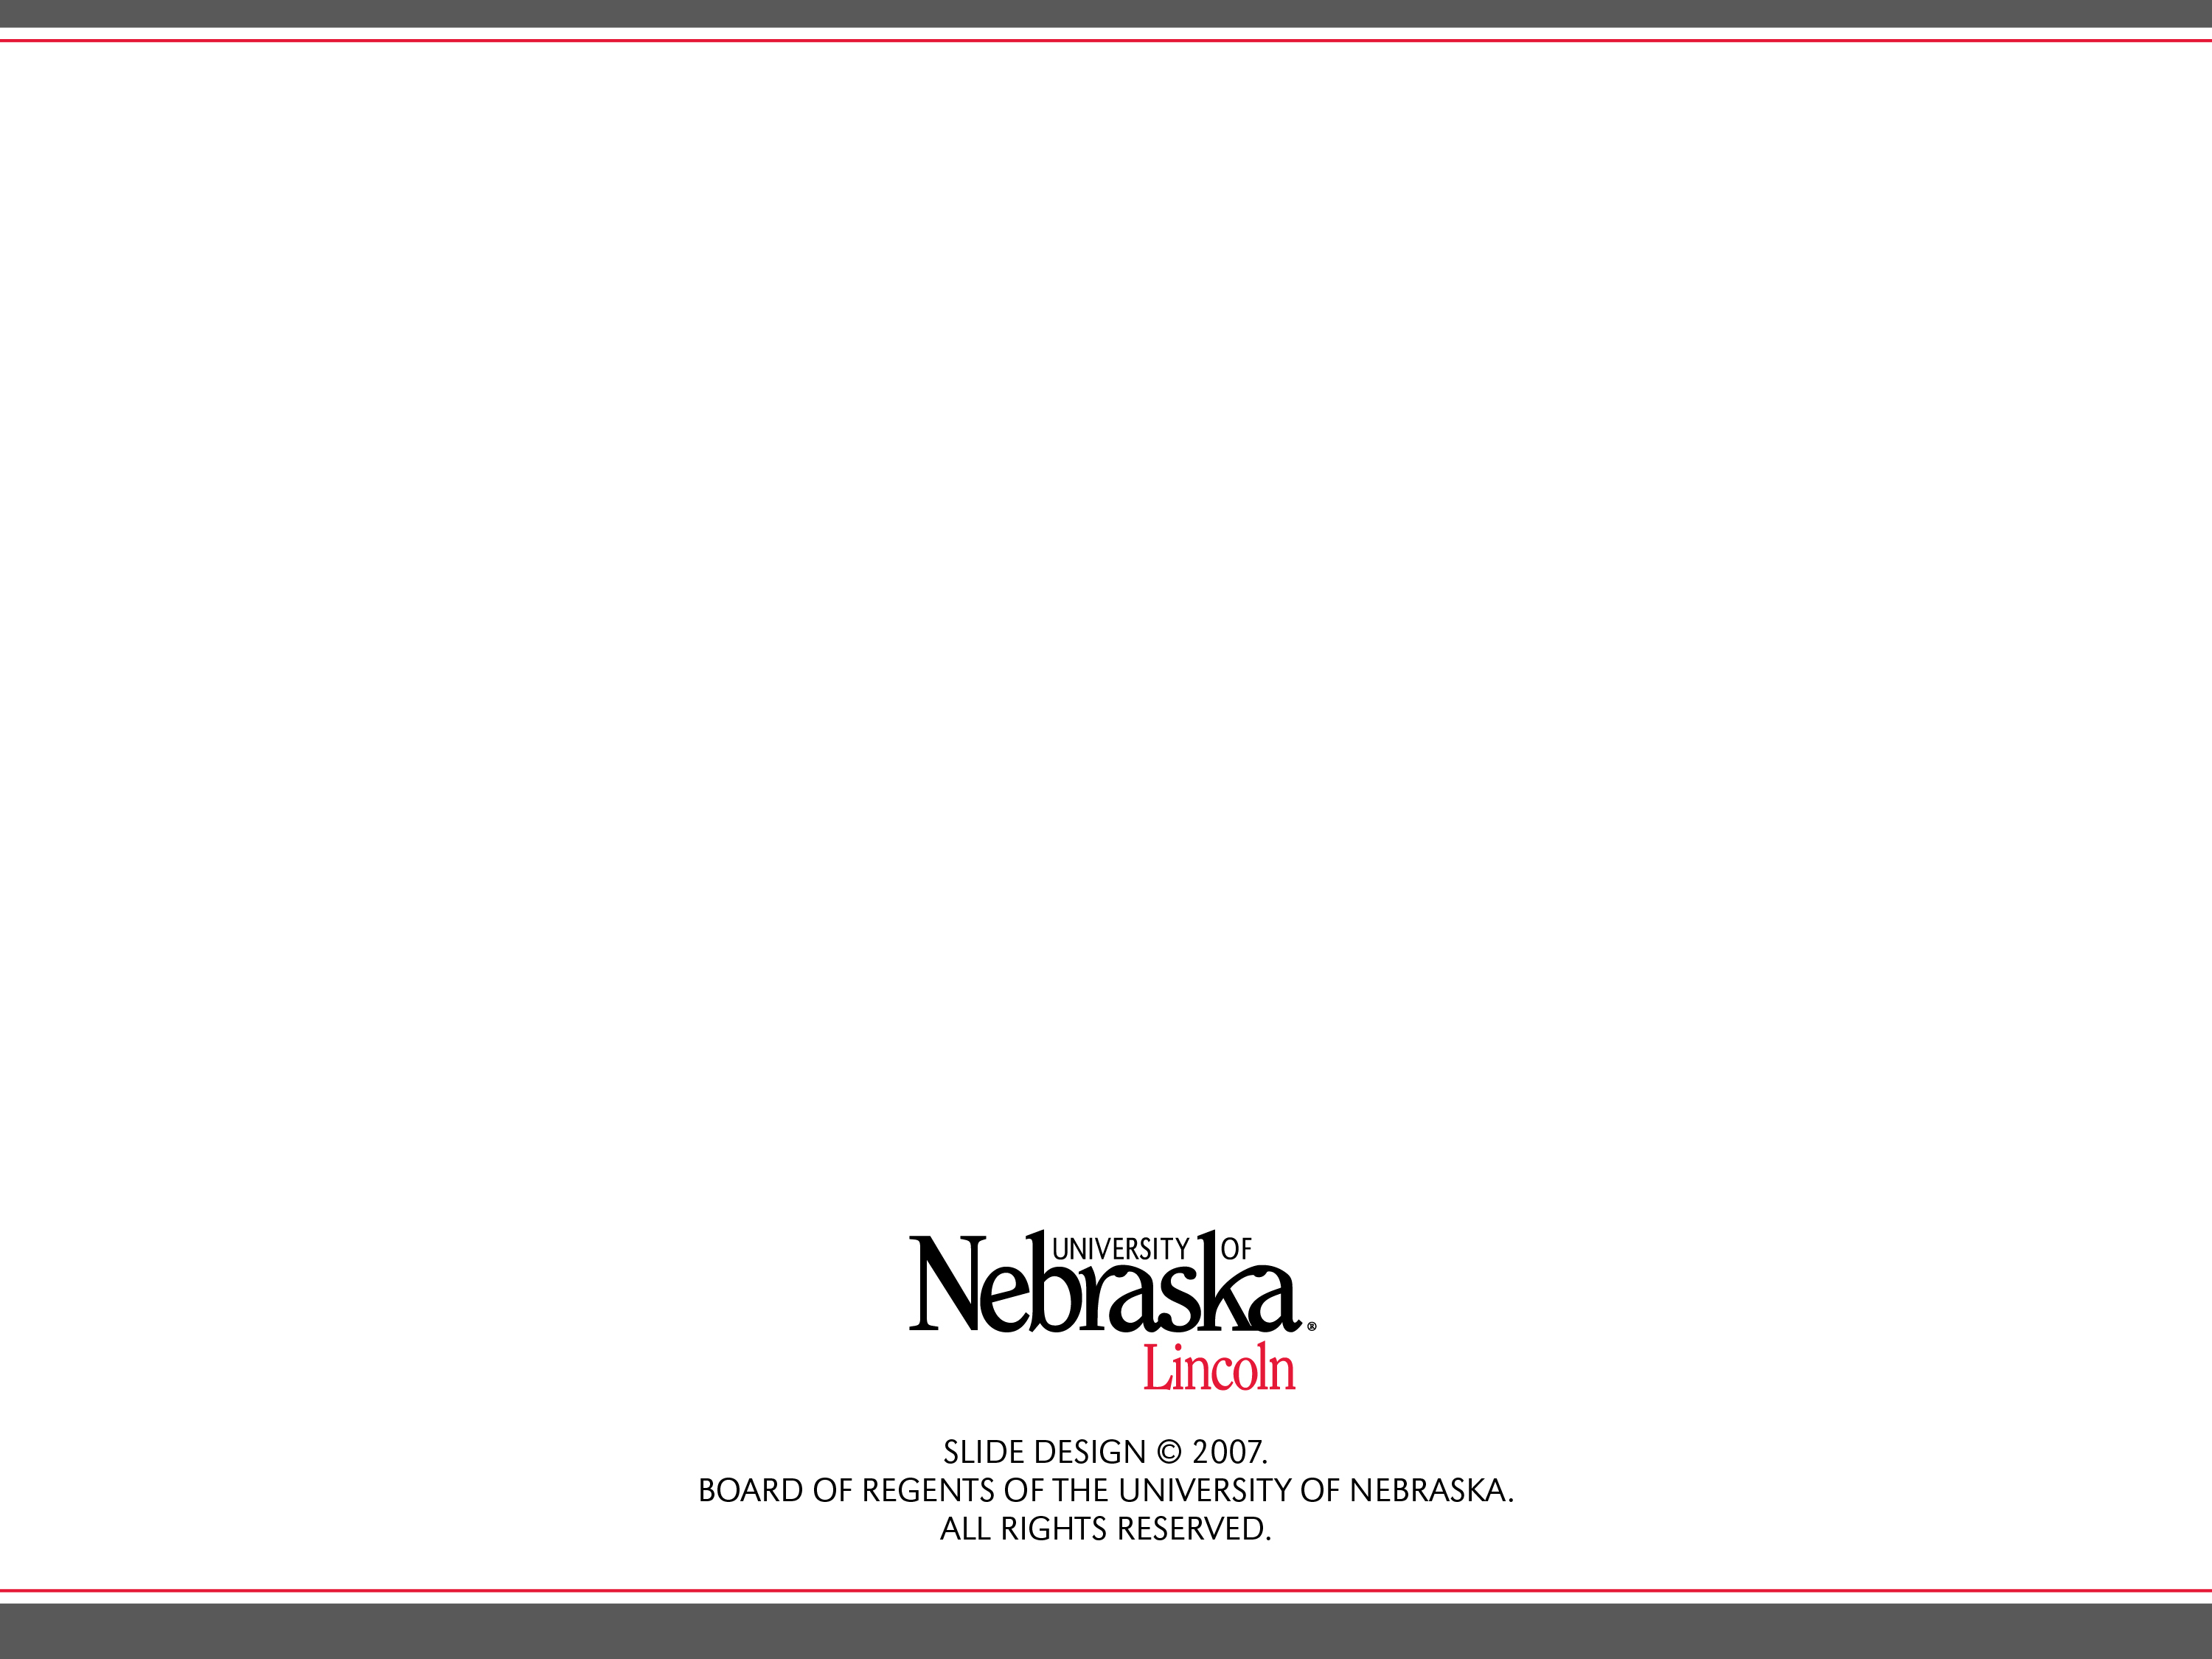 UNIVERSITY OF
Nebraska®
Lincoln
SLIDE DESIGN © 2007.
BOARD OF REGENTS OF THE UNIVERSITY OF NEBRASKA.
ALL RIGHTS RESERVED.